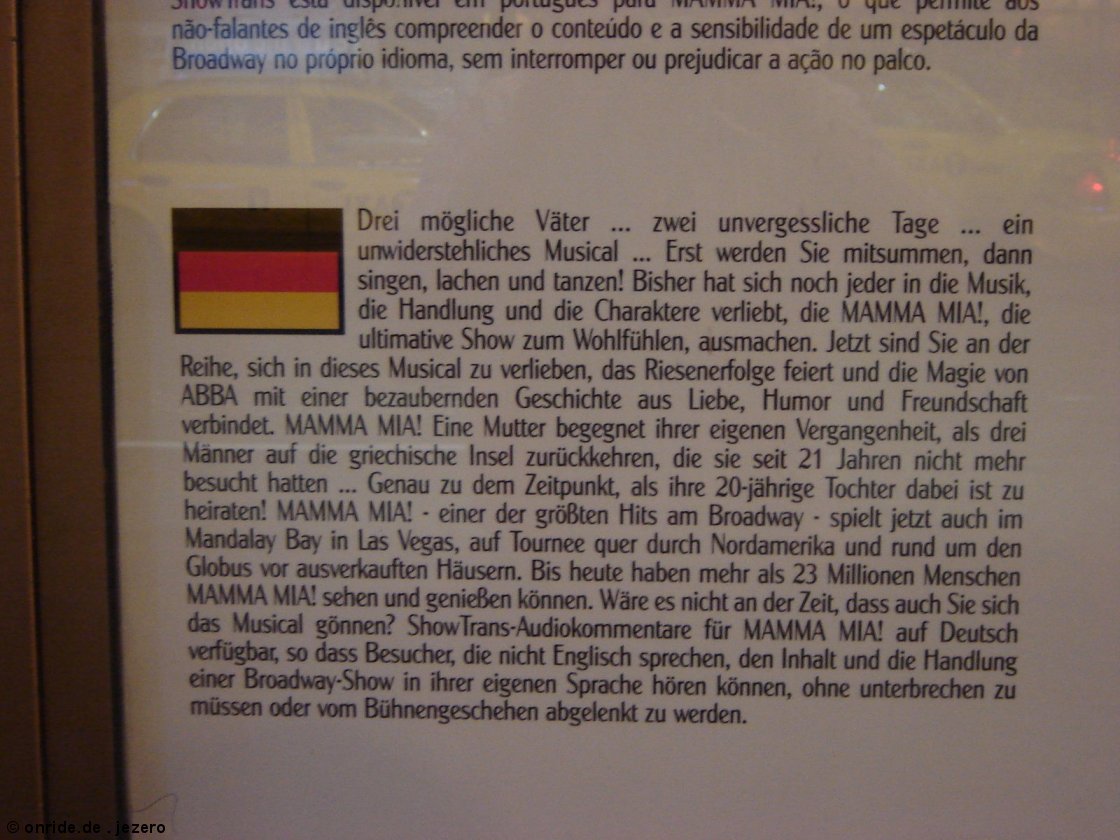 ShowTrans está disponível em português para MAMMA MIA!, o que permite aos
não-falantes de inglês compreender o conteúdo e a sensibilidade de um espetáculo da
Broadway no próprio idioma, sem interromper ou prejudicar a ação no palco.
Drei mögliche Väter ... zwei unvergessliche Tage ... ein
unwiderstehliches Musical ... Erst werden Sie mitsummen, dann
singen, lachen und tanzen! Bisher hat sich noch jeder in die Musik,
die Handlung und die Charaktere verliebt, die MAMMA MIA!, die
ultimative Show zum Wohlfühlen, ausmachen. Jetzt sind Sie an der
Reihe, sich in dieses Musical zu verlieben, das Riesenerfolge feiert und die Magie von
ABBA mit einer bezaubernden Geschichte aus Liebe, Humor und Freundschaft
verbindet. MAMMA MIA! Eine Mutter begegnet ihrer eigenen Vergangenheit, als drei
Männer auf die griechische Insel zurückkehren, die sie seit 21 Jahren nicht mehr
besucht hatten ... Genau zu dem Zeitpunkt, als ihre 20-jährige Tochter dabei ist zu
heiraten! MAMMA MIA! - einer der größten Hits am Broadway - spielt jetzt auch im
Mandalay Bay in Las Vegas, auf Tournee quer durch Nordamerika und rund um den
Globus vor ausverkauften Häusern. Bis heute haben mehr als 23 Millionen Menschen
MAMMA MIA! sehen und genießen können. Wäre es nicht an der Zeit, dass auch Sie sich
das Musical gönnen? ShowTrans-Audiokommentare für MAMMA MIA! auf Deutsch
verfügbar, so dass Besucher, die nicht Englisch sprechen, den Inhalt und die Handlung
einer Broadway-Show in ihrer eigenen Sprache hören können, ohne unterbrechen zu
müssen oder vom Bühnengeschehen abgelenkt zu werden.
© onride.de . jezero